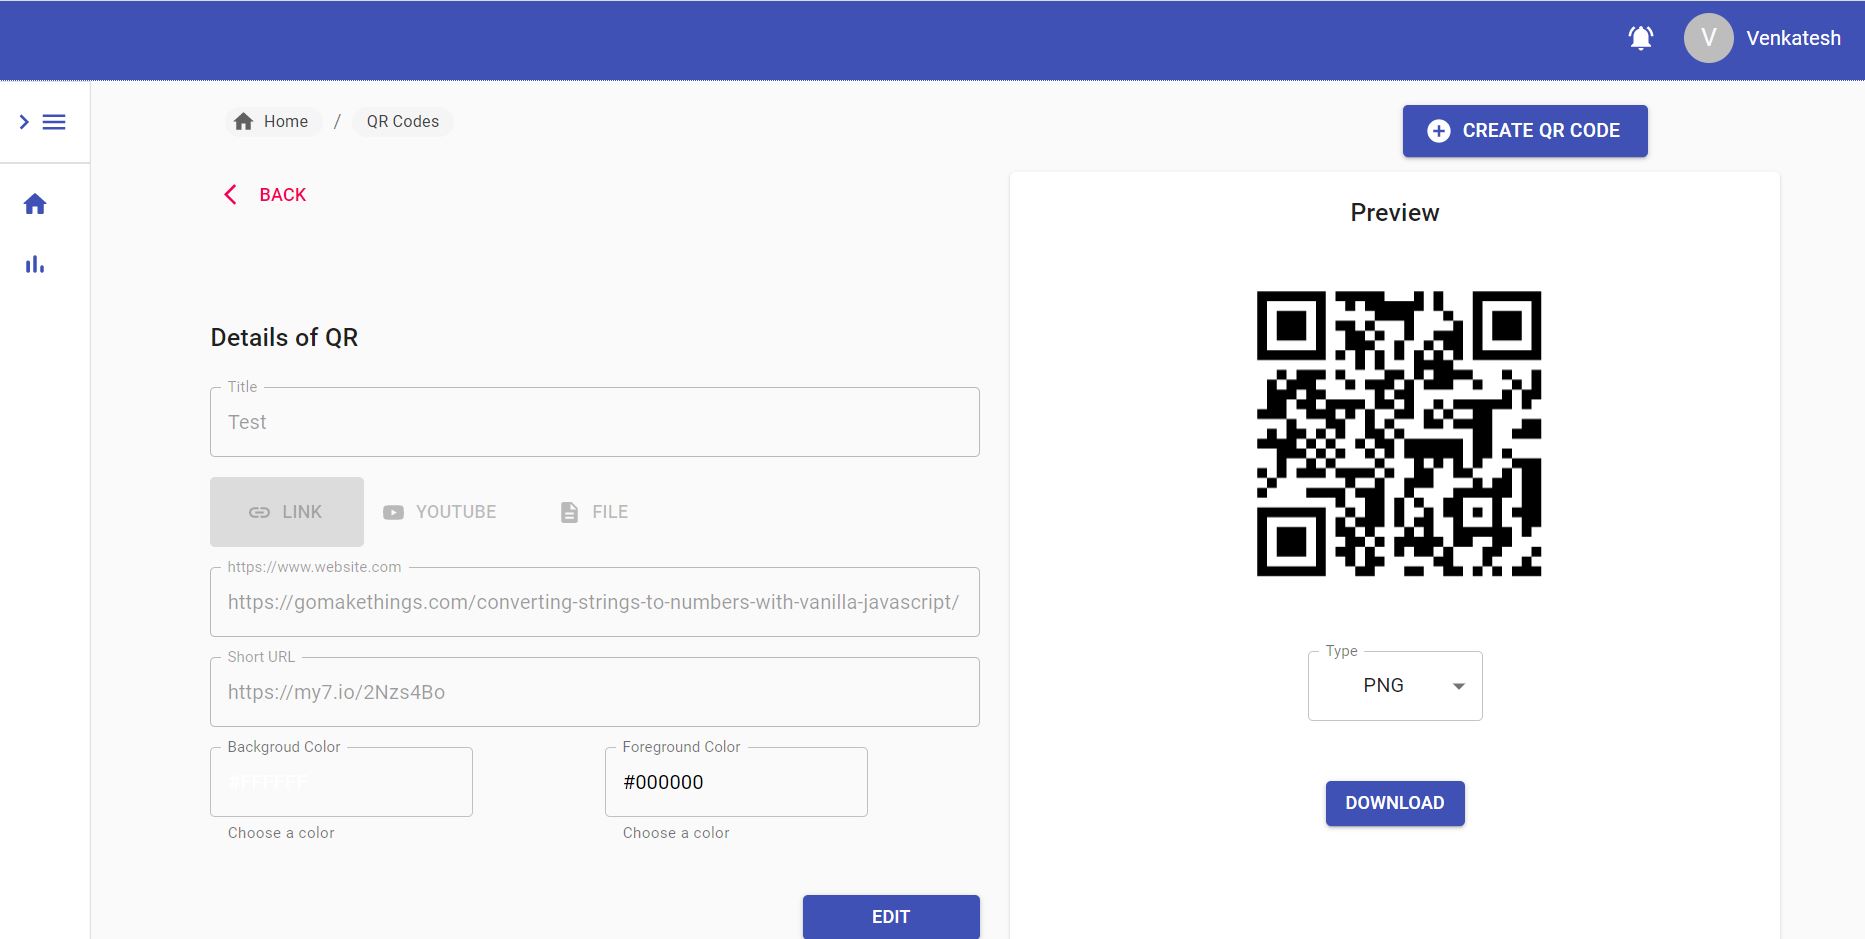 V Venkatesh
Home / QR Codes
CREATE QR CODE
BACK
Details of QR
Title
Test
LINK YOUTUBE FILE
https://www.website.com
https://gomakethings.com/converting-strings-to-numbers-with-vanilla-javascript/
Short URL
https://my7.io/2Nzs4Bo
Backgroud Color
#FFFFFF
Choose a color
Foreground Color
#000000
Choose a color
EDIT
Preview
Type
PNG
DOWNLOAD